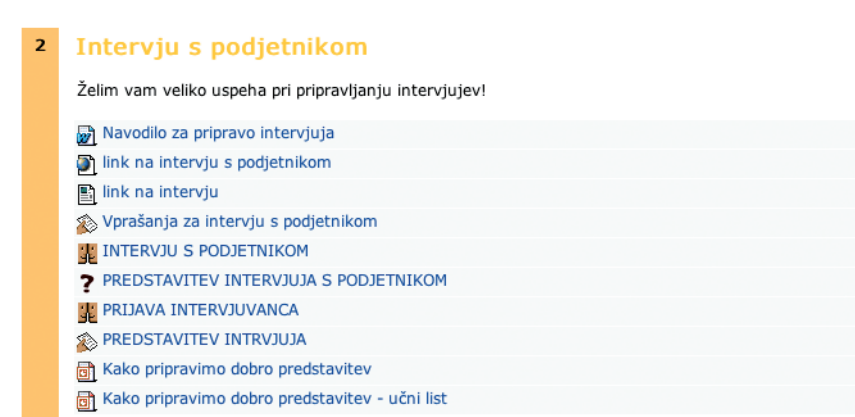 2 Intervju s podjetnikom
Želim vam veliko uspeha pri pripravljanju intervjujev!
Navodilo za pripravo intervjuja
link na intervju s podjetnikom
link na intervju
Vprašanja za intervju s podjetnikom
INTERVJU S PODJETNIKOM
PREDSTAVITEV INTERVJUJA S PODJETNIKOM
PRIJAVA INTERVJUVANCA
PREDSTAVITEV INTRVJUJA
Kako pripravimo dobro predstavitev
Kako pripravimo dobro predstavitev - učni list